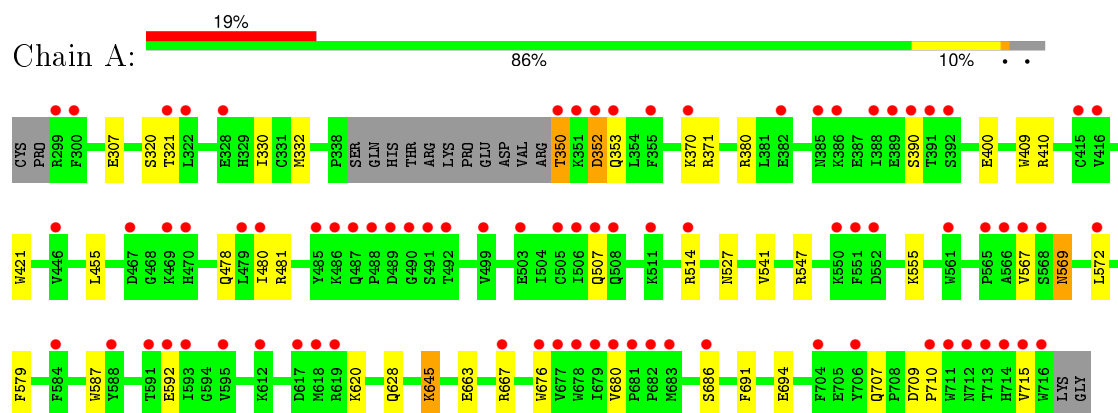 19%
Chain A:
86% 10% • •
CYS PRO R299 F300 E307 S320 T321 L322 E328 H329 I330 C331 M332 P338 SER GLN HIS THR ARG LYS PRO GLU ASP VAL ARG T350 K351 D352 Q353 L354 F355 K370 R371 R380 L381 E382 N385 K386 E387 I388 E389 S390 T391 S392 E400 W409 R410 C415 V416
W421 V446 L455 D467 G468 K469 H470 Q478 L479 I480 R481 Y485 K486 Q487 P488 D489 G490 S491 T492 V499 E503 I504 C505 I506 Q507 Q508 K511 R514 N527 V541 R547 K550 F551 D552 K555 W561 P565 A566 V567 S568 N569 L572
F579 F584 W587 Y588 T591 E592 I593 G594 V595 K612 D617 M618 R619 K620 Q628 K645 E663 R667 W676 V677 W678 I679 V680 P681 P682 M683 S686 F691 E694 F704 E705 Y706 Q707 P708 D709 P710 W711 N712 T713 H714 V715 W716 LYS GLY